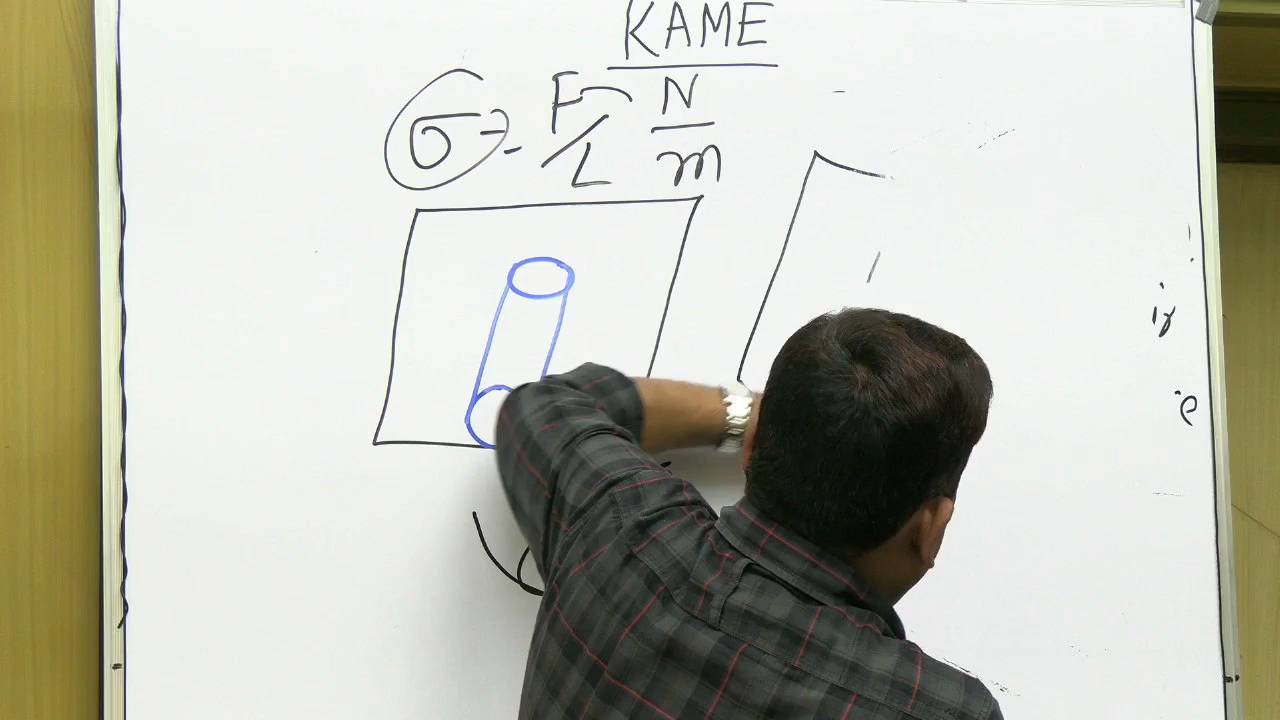 KAME
σ = F/L N/m